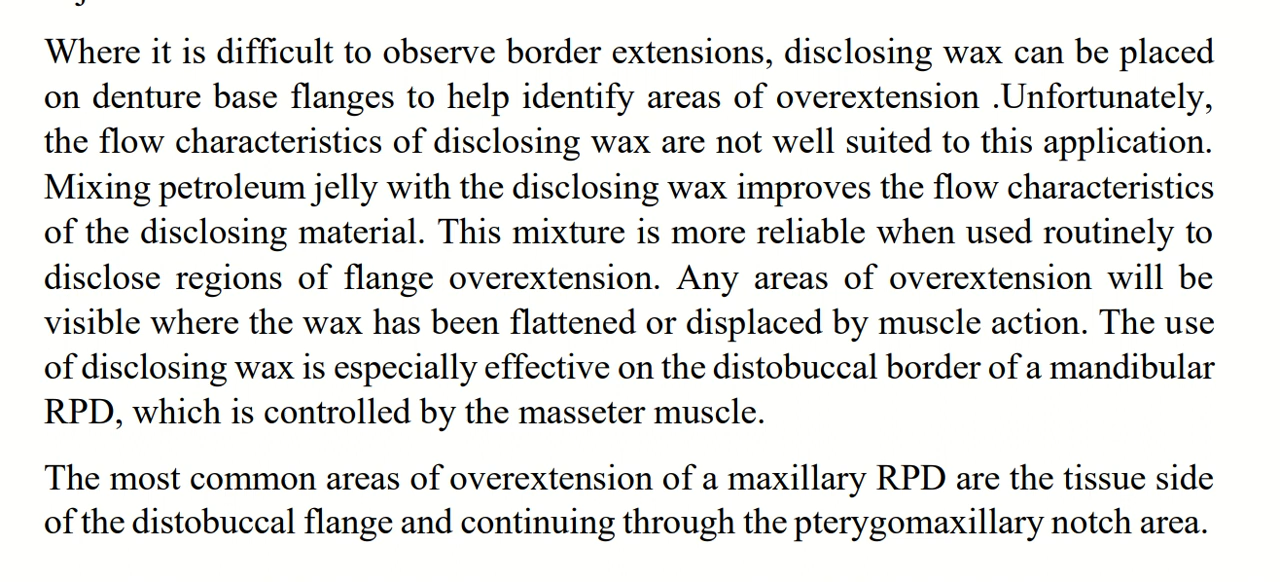 Where it is difficult to observe border extensions, disclosing wax can be placed
on denture base flanges to help identify areas of overextension .Unfortunately,
the flow characteristics of disclosing wax are not well suited to this application.
Mixing petroleum jelly with the disclosing wax improves the flow characteristics
of the disclosing material. This mixture is more reliable when used routinely to
disclose regions of flange overextension. Any areas of overextension will be
visible where the wax has been flattened or displaced by muscle action. The use
of disclosing wax is especially effective on the distobuccal border of a mandibular
RPD, which is controlled by the masseter muscle.
The most common areas of overextension of a maxillary RPD are the tissue side
of the distobuccal flange and continuing through the pterygomaxillary notch area.